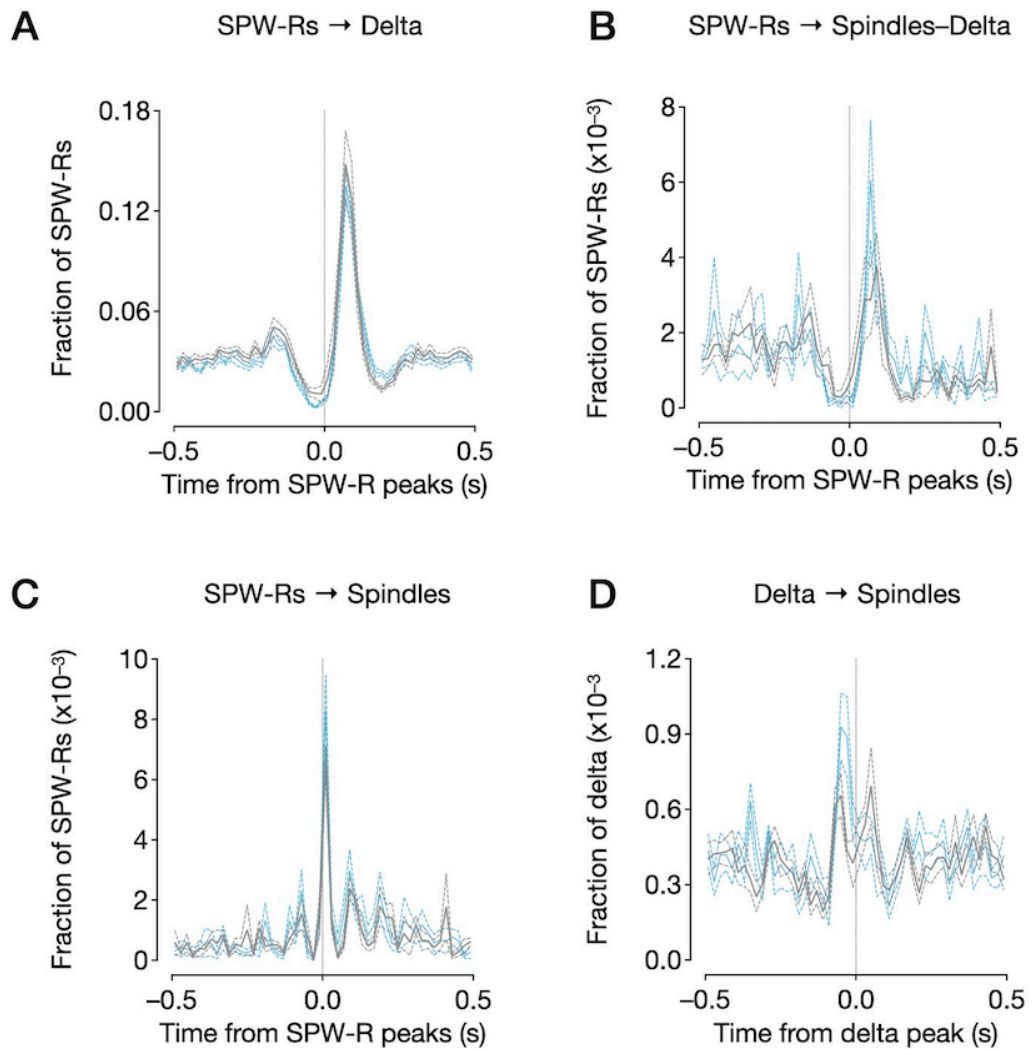 A
SPW-Rs → Delta
Fraction of SPW-Rs
0.18
0.12
0.06
0.00
−0.5
0.0
0.5
Time from SPW-R peaks (s)
B
SPW-Rs → Spindles–Delta
Fraction of SPW-Rs (x10⁻³)
8
6
4
2
0
−0.5
0.0
0.5
Time from SPW-R peaks (s)
C
SPW-Rs → Spindles
Fraction of SPW-Rs (x10⁻³)
10
8
6
4
2
0
−0.5
0.0
0.5
Time from SPW-R peaks (s)
D
Delta → Spindles
Fraction of delta (x10⁻³
1.2
0.9
0.6
0.3
0.0
−0.5
0.0
0.5
Time from delta peak (s)